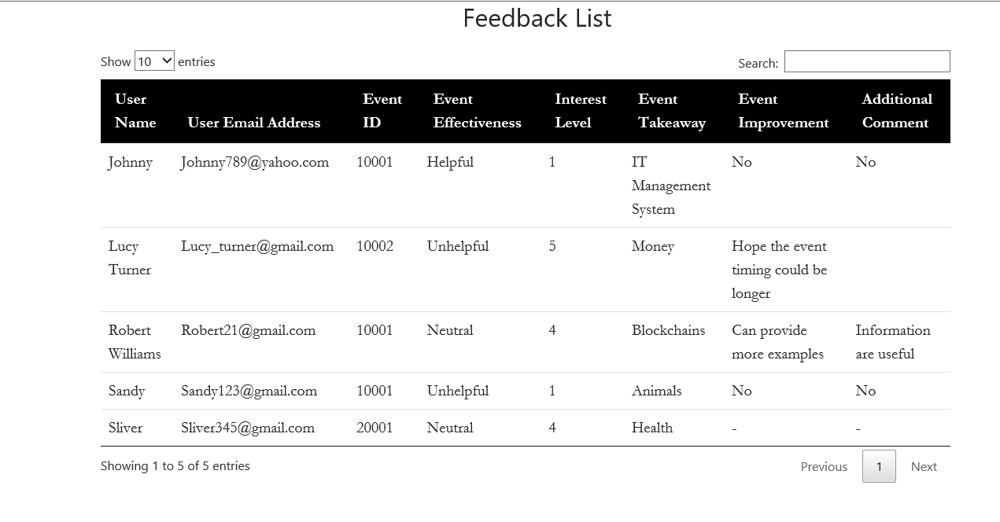 Feedback List
Show 10 entries Search:
User Event Event Interest Event Event Additional
Name User Email Address ID Effectiveness Level Takeaway Improvement Comment
Johnny Johnny789@yahoo.com 10001 Helpful 1 IT No No
Management
System
Lucy Lucy_turner@gmail.com 10002 Unhelpful 5 Money Hope the event
Turner timing could be
longer
Robert Robert21@gmail.com 10001 Neutral 4 Blockchains Can provide Information
Williams more examples are useful
Sandy Sandy123@gmail.com 10001 Unhelpful 1 Animals No No
Sliver Sliver345@gmail.com 20001 Neutral 4 Health - -
Showing 1 to 5 of 5 entries Previous 1 Next